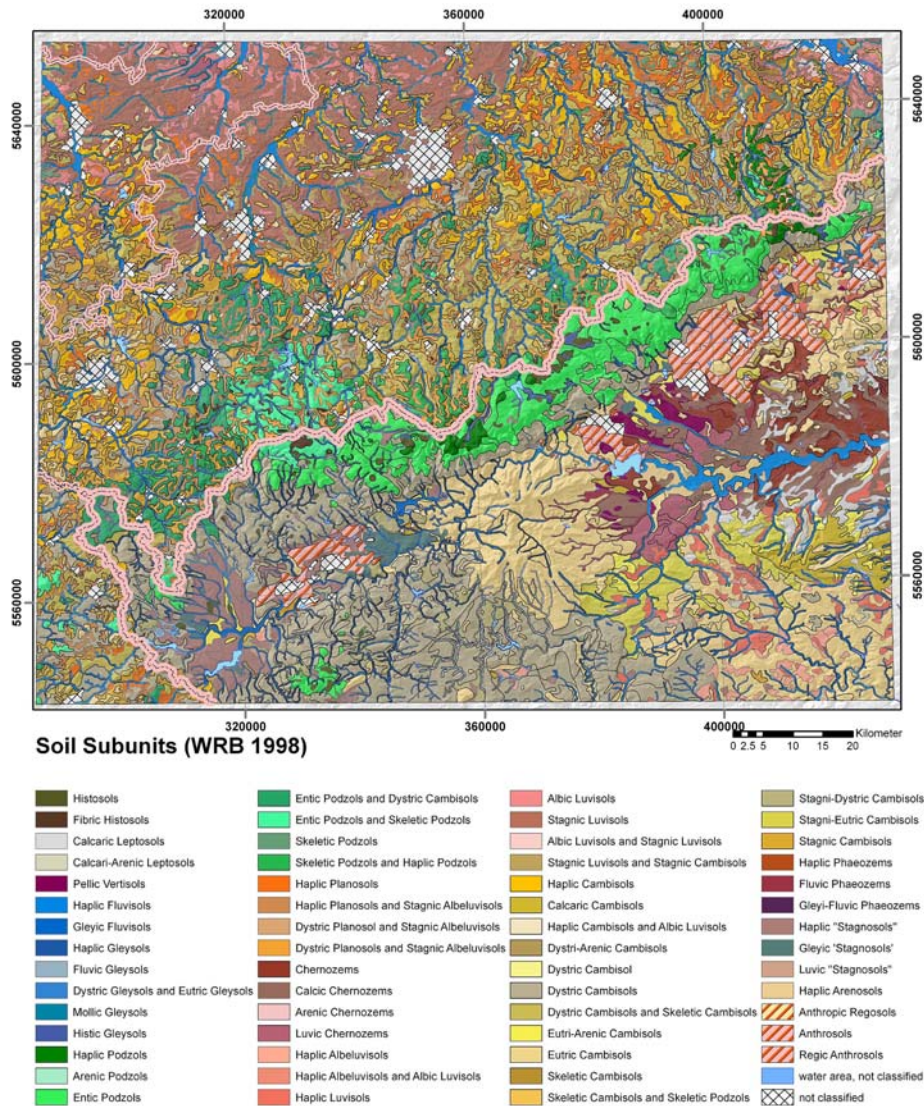 320000 360000 400000
5640000 5640000
5600000 5600000
5560000 5560000
320000 360000 400000
Soil Subunits (WRB 1998)
Kilometer
0 2.5 5 10 15 20
Histosols
Fibric Histosols
Calcaric Leptosols
Calcari-Arenic Leptosols
Pellic Vertisols
Haplic Fluvisols
Gleyic Fluvisols
Haplic Gleysols
Fluvic Gleysols
Dystric Gleysols and Eutric Gleysols
Mollic Gleysols
Histic Gleysols
Haplic Podzols
Arenic Podzols
Entic Podzols
Entic Podzols and Dystric Cambisols
Entic Podzols and Skeletic Podzols
Skeletic Podzols
Skeletic Podzols and Haplic Podzols
Haplic Planosols
Haplic Planosols and Stagnic Albeluvisols
Dystric Planosol and Stagnic Albeluvisols
Dystric Planosols and Stagnic Albeluvisols
Chernozems
Calcic Chernozems
Arenic Chernozems
Luvic Chernozems
Haplic Albeluvisols
Haplic Albeluvisols and Albic Luvisols
Haplic Luvisols
Albic Luvisols
Stagnic Luvisols
Albic Luvisols and Stagnic Luvisols
Stagnic Luvisols and Stagnic Cambisols
Haplic Cambisols
Calcaric Cambisols
Haplic Cambisols and Albic Luvisols
Dystri-Arenic Cambisols
Dystric Cambisol
Dystric Cambisols
Dystric Cambisols and Skeletic Cambisols
Eutri-Arenic Cambisols
Eutric Cambisols
Skeletic Cambisols
Skeletic Cambisols and Skeletic Podzols
Stagni-Dystric Cambisols
Stagni-Eutric Cambisols
Stagnic Cambisols
Haplic Phaeozems
Fluvic Phaeozems
Gleyi-Fluvic Phaeozems
Haplic "Stagnosols"
Gleyic 'Stagnosols'
Luvic "Stagnosols"
Haplic Arenosols
Anthropic Regosols
Anthrosols
Regic Anthrosols
water area, not classified
not classified